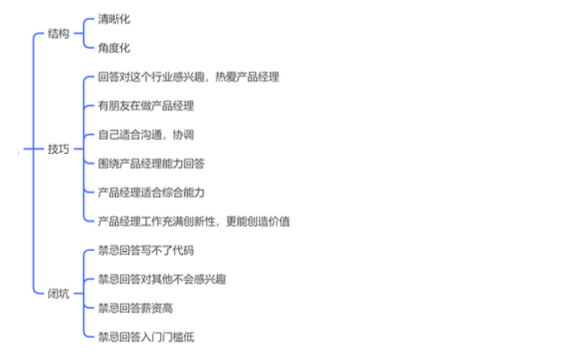 结构
清晰化
角度化
技巧
回答对这个行业感兴趣，热爱产品经理
有朋友在做产品经理
自己适合沟通，协调
围绕产品经理能力回答
产品经理适合综合能力
产品经理工作充满创新性，更能创造价值
闭坑
禁忌回答写不了代码
禁忌回答对其他不会感兴趣
禁忌回答薪资高
禁忌回答入门门槛低